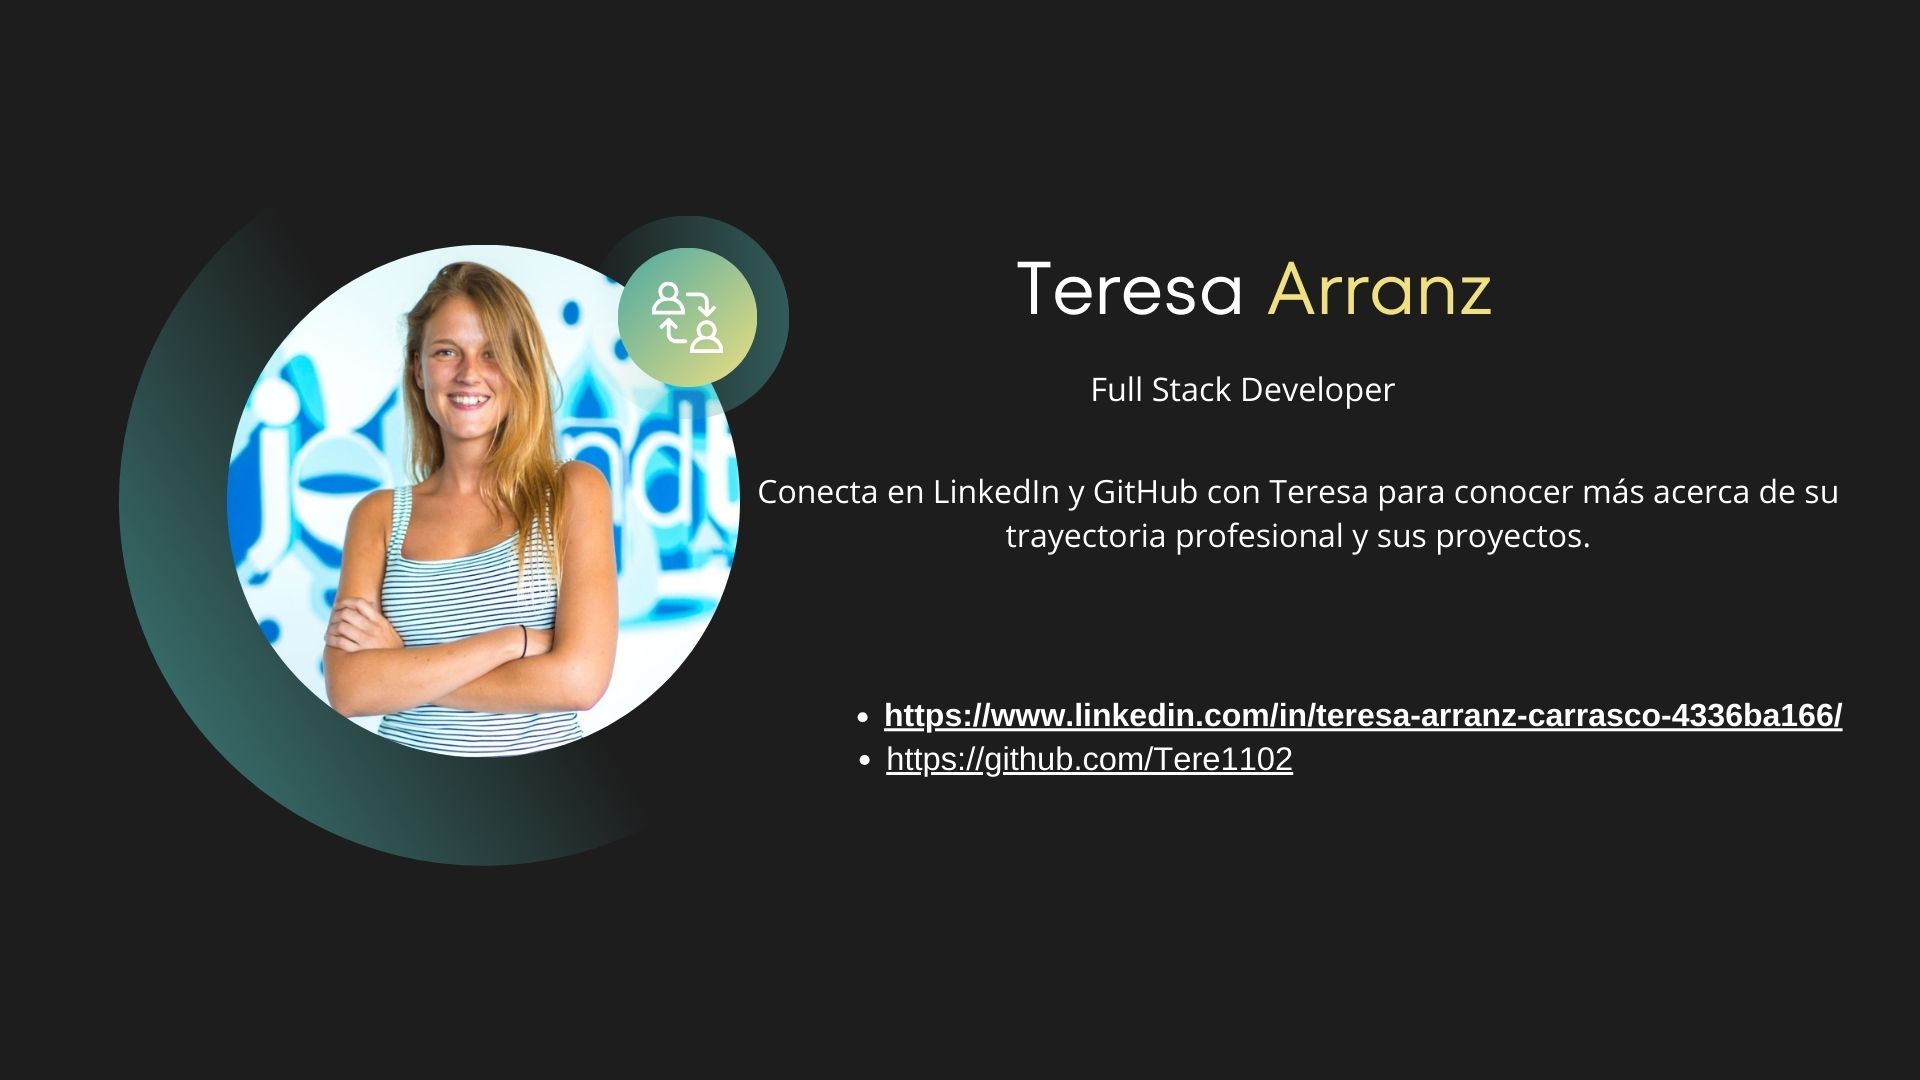 Teresa Arranz
Full Stack Developer
Conecta en LinkedIn y GitHub con Teresa para conocer más acerca de su
trayectoria profesional y sus proyectos.
• https://www.linkedin.com/in/teresa-arranz-carrasco-4336ba166/
• https://github.com/Tere1102